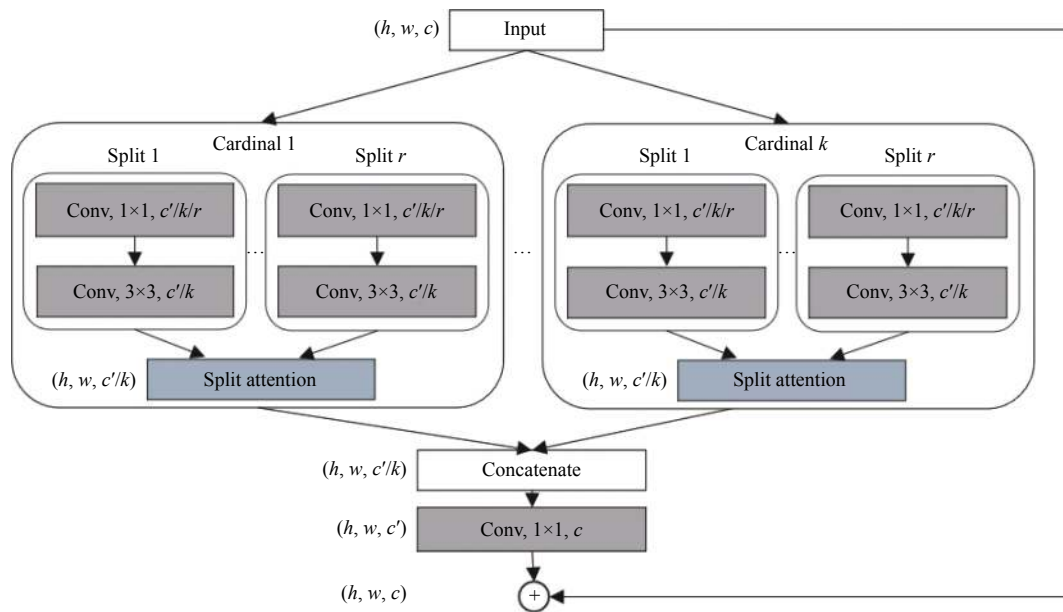 (h, w, c) Input
Cardinal 1
Split 1 Split r
Conv, 1×1, c′/k/r Conv, 1×1, c′/k/r
...
Conv, 3×3, c′/k Conv, 3×3, c′/k
(h, w, c′/k) Split attention
...
Cardinal k
Split 1 Split r
Conv, 1×1, c′/k/r Conv, 1×1, c′/k/r
...
Conv, 3×3, c′/k Conv, 3×3, c′/k
(h, w, c′/k) Split attention
(h, w, c′/k) Concatenate
(h, w, c′) Conv, 1×1, c
(h, w, c) +